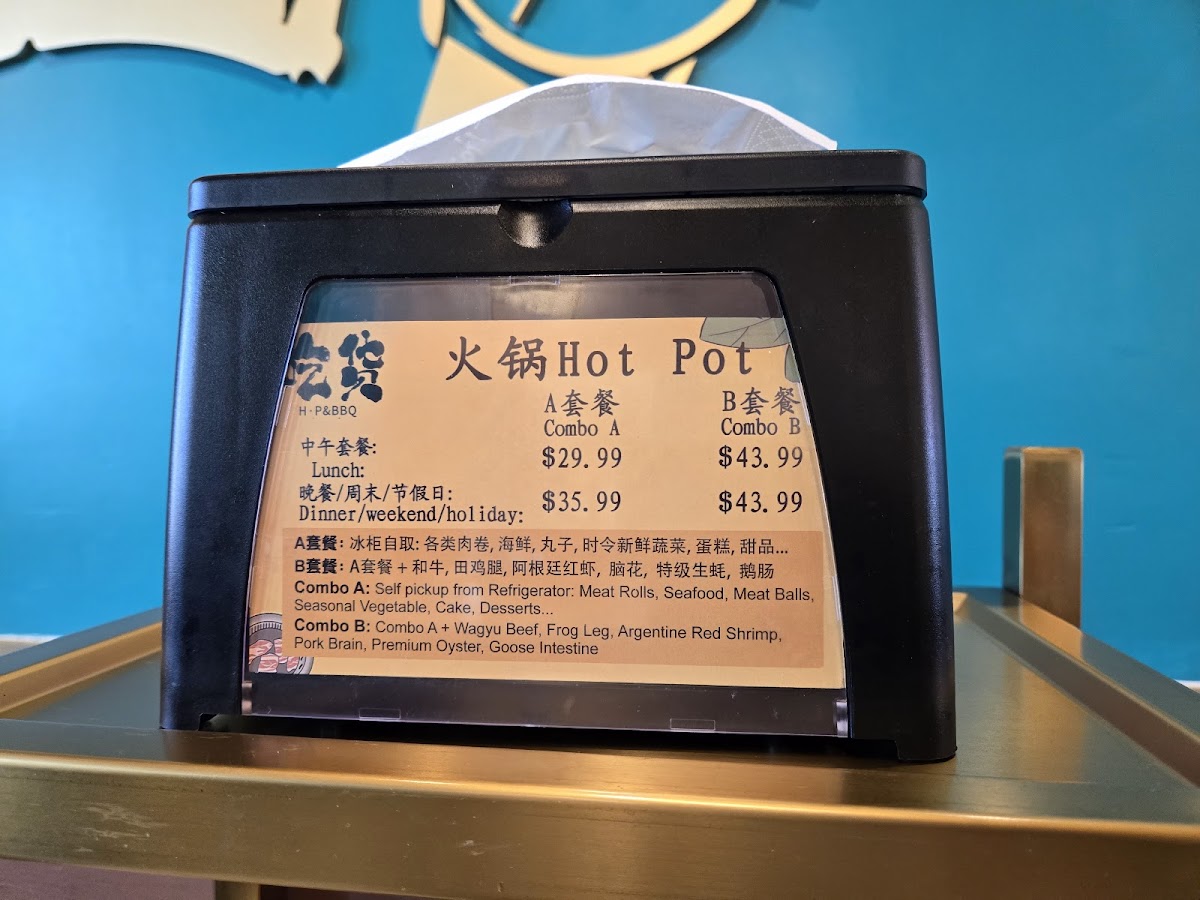 吃货
H·P&BBQ
火锅Hot Pot
A套餐 B套餐
Combo A Combo B
中午套餐:
Lunch: $29.99 $43.99
晚餐/周末/节假日:
Dinner/weekend/holiday: $35.99 $43.99
A套餐: 冰柜自取: 各类肉卷, 海鲜, 丸子, 时令新鲜蔬菜, 蛋糕, 甜品...
B套餐: A套餐 + 和牛, 田鸡腿, 阿根廷红虾, 脑花, 特级生蚝, 鹅肠
Combo A: Self pickup from Refrigerator: Meat Rolls, Seafood, Meat Balls,
Seasonal Vegetable, Cake, Desserts...
Combo B: Combo A + Wagyu Beef, Frog Leg, Argentine Red Shrimp,
Pork Brain, Premium Oyster, Goose Intestine